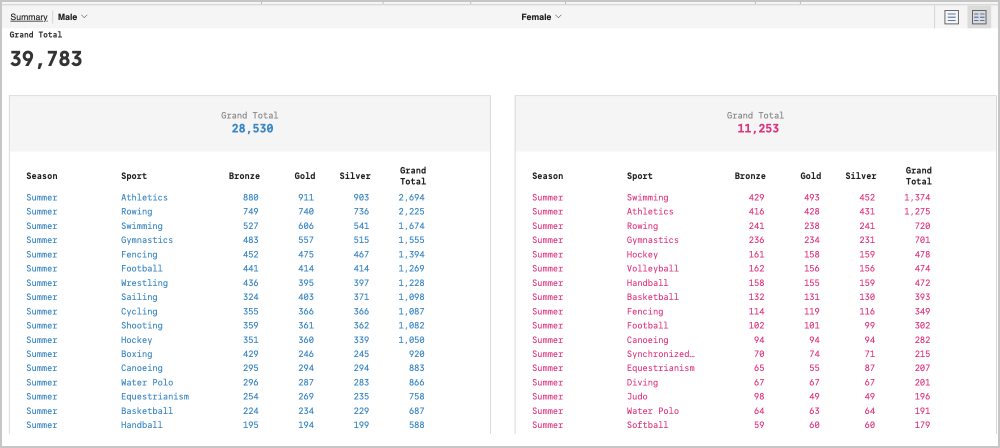 Summary Male Female
Grand Total
39,783
Grand Total
28,530
Season Sport Bronze Gold Silver Grand Total
Summer Athletics 880 911 903 2,694
Summer Rowing 749 740 736 2,225
Summer Swimming 527 606 541 1,674
Summer Gymnastics 483 557 515 1,555
Summer Fencing 452 475 467 1,394
Summer Football 441 414 414 1,269
Summer Wrestling 436 395 397 1,228
Summer Sailing 324 403 371 1,098
Summer Cycling 355 366 366 1,087
Summer Shooting 359 361 362 1,082
Summer Hockey 351 360 339 1,050
Summer Boxing 429 246 245 920
Summer Canoeing 295 294 294 883
Summer Water Polo 296 287 283 866
Summer Equestrianism 254 269 235 758
Summer Basketball 224 234 229 687
Summer Handball 195 194 199 588
Grand Total
11,253
Season Sport Bronze Gold Silver Grand Total
Summer Swimming 429 493 452 1,374
Summer Athletics 416 428 431 1,275
Summer Rowing 241 238 241 720
Summer Gymnastics 236 234 231 701
Summer Hockey 161 158 159 478
Summer Volleyball 162 156 156 474
Summer Handball 158 155 159 472
Summer Basketball 132 131 130 393
Summer Fencing 114 119 116 349
Summer Football 102 101 99 302
Summer Canoeing 94 94 94 282
Summer Synchronized… 70 74 71 215
Summer Equestrianism 65 55 87 207
Summer Diving 67 67 67 201
Summer Judo 98 49 49 196
Summer Water Polo 64 63 64 191
Summer Softball 59 60 60 179